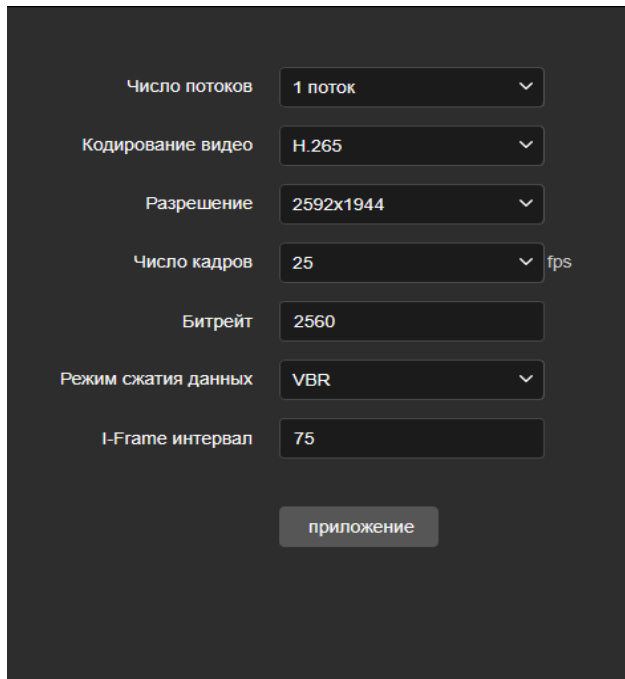 Число потоков 1 поток
Кодирование видео H.265
Разрешение 2592x1944
Число кадров 25 fps
Битрейт 2560
Режим сжатия данных VBR
I-Frame интервал 75
приложение